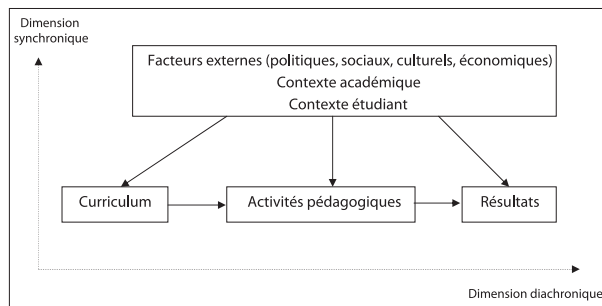 Dimension
synchronique
Facteurs externes (politiques, sociaux, culturels, économiques)
Contexte académique
Contexte étudiant
Curriculum
Activités pédagogiques
Résultats
Dimension diachronique